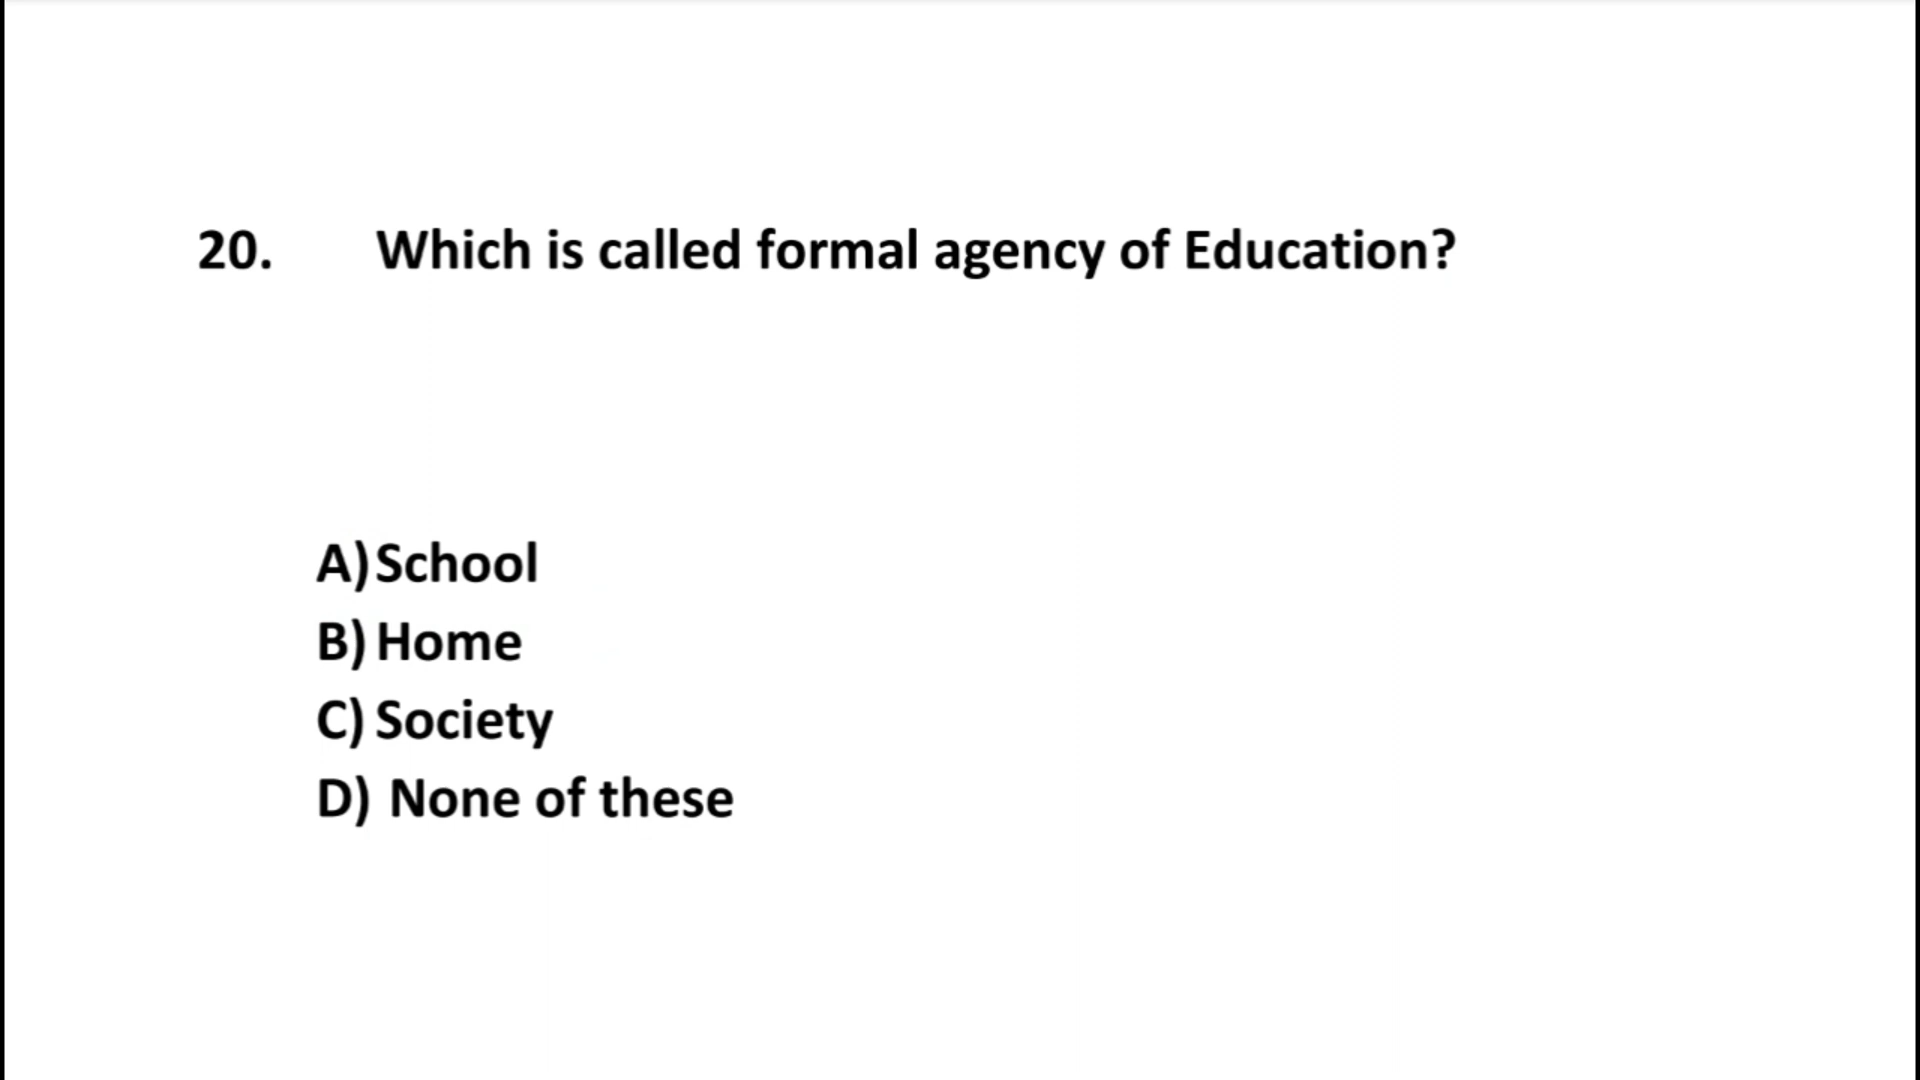 20. Which is called formal agency of Education?
A) School
B) Home
C) Society
D) None of these